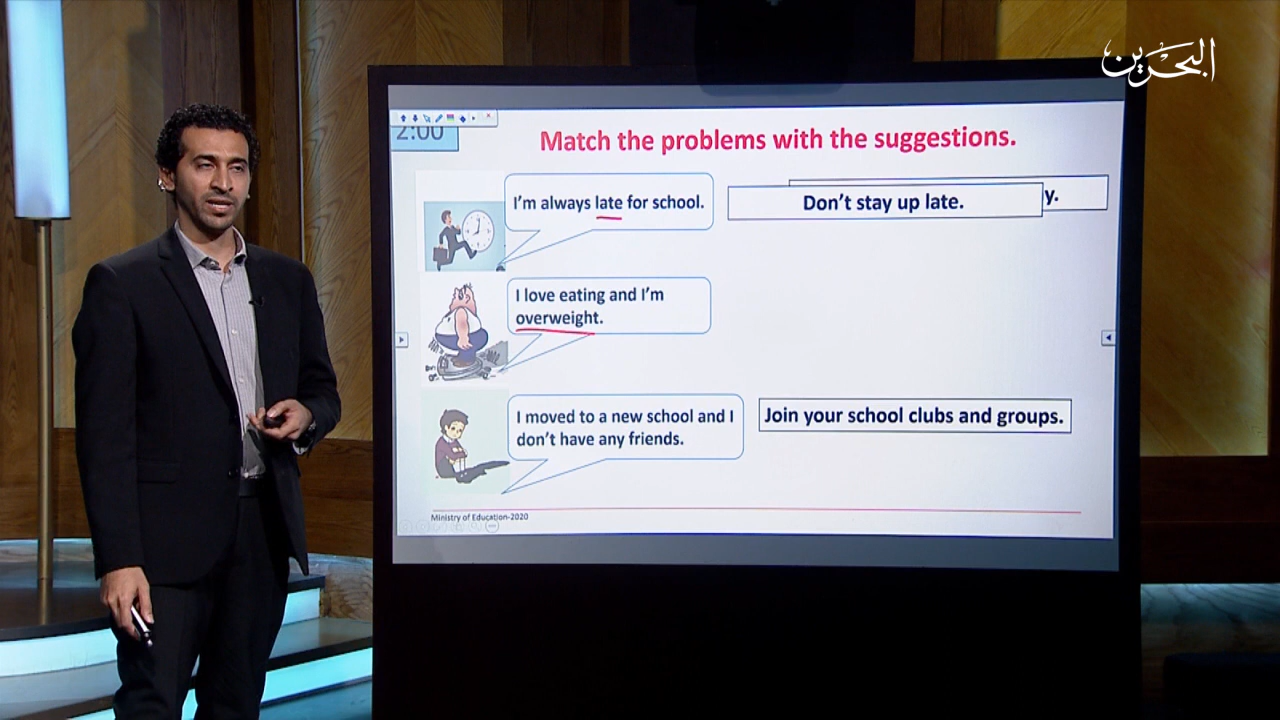 البحرين
2:00
Match the problems with the suggestions.
I'm always late for school.
Don't stay up late.
y.
I love eating and I'm
overweight.
I moved to a new school and I
don't have any friends.
Join your school clubs and groups.
Ministry of Education-2020